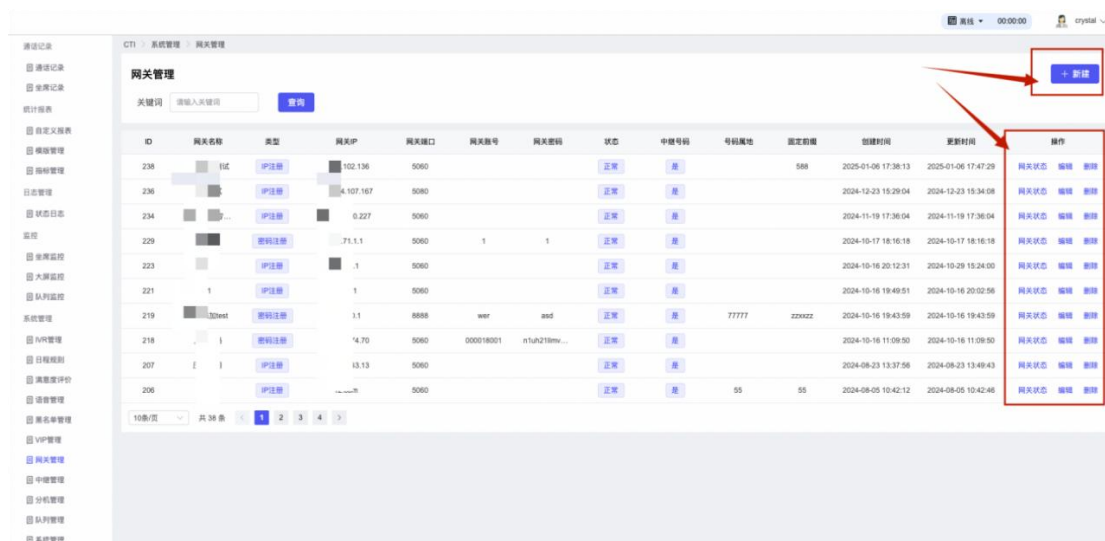 离线 00:00:00 crystal
通话记录
通话记录
坐席记录
统计报表
自定义报表
模版管理
指标管理
日志管理
状态日志
监控
坐席监控
大屏监控
队列监控
系统管理
IVR管理
日程规则
满意度评价
语音管理
黑名单管理
VIP管理
网关管理
中继管理
分机管理
队列管理
系统管理
CTI > 系统管理 > 网关管理
网关管理
+ 新建
关键词 请输入关键词 查询
ID 网关名称 类型 网关IP 网关端口 网关账号 网关密码 状态 中继号码 号码属地 固定前缀 创建时间 更新时间 操作
238 试 IP注册 .102.136 5060 正常 是 588 2025-01-06 17:38:13 2025-01-06 17:47:29 网关状态 编辑 删除
236 IP注册 4.107.167 5080 正常 是 2024-12-23 15:29:04 2024-12-23 15:34:08 网关状态 编辑 删除
234 IP注册 0.227 5060 正常 是 2024-11-19 17:36:04 2024-11-19 17:36:04 网关状态 编辑 删除
229 密码注册 .71.1.1 5060 1 1 正常 是 2024-10-17 18:16:18 2024-10-17 18:16:18 网关状态 编辑 删除
223 IP注册 .1 5060 正常 是 2024-10-16 20:12:31 2024-10-29 15:24:00 网关状态 编辑 删除
221 1 IP注册 1 5060 正常 是 2024-10-16 19:49:51 2024-10-16 20:02:56 网关状态 编辑 删除
219 test 密码注册 .1 8888 wer asd 正常 是 77777 zzxxzz 2024-10-16 19:43:59 2024-10-16 19:43:59 网关状态 编辑 删除
218 密码注册 4.70 5060 000018001 n1uh21limv... 正常 是 2024-10-16 11:09:50 2024-10-16 11:09:50 网关状态 编辑 删除
207 IP注册 3.13 5060 正常 是 2024-08-23 13:37:56 2024-08-23 13:49:43 网关状态 编辑 删除
206 IP注册 5060 正常 是 55 55 2024-08-05 10:42:12 2024-08-05 10:42:46 网关状态 编辑 删除
10条/页 共 38 条 < 1 2 3 4 >